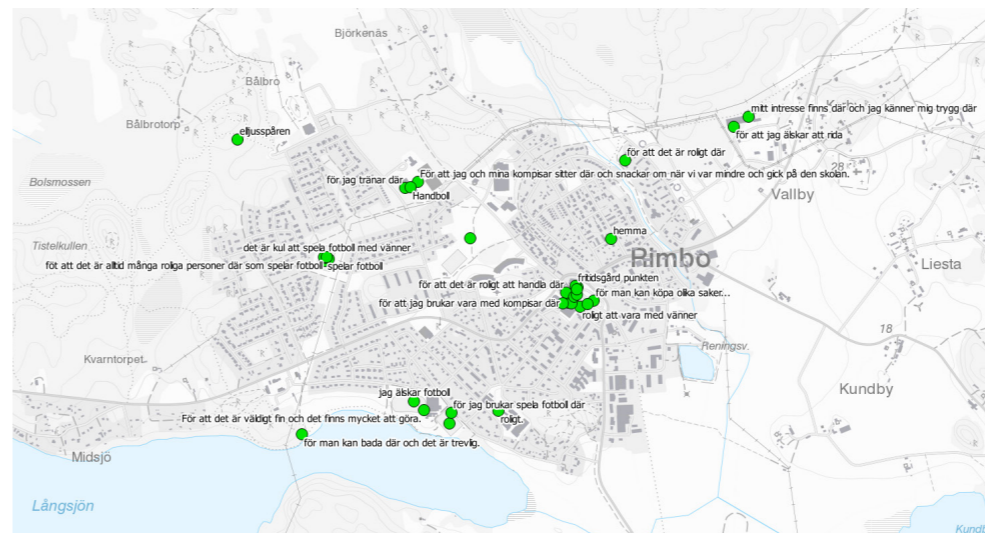 Björkenäs
Bålbro
Bålbrotorp
elljusspåren
mitt intresse finns där och jag känner mig trygg där
för att jag älskar att rida
28
för att det är roligt där
Bolsmossen
för jag tränar där
För att jag och mina kompisar sitter där och snackar om när vi var mindre och gick på den skolan.
Handboll
Vallby
hemma
Tistelkullen
det är kul att spela fotboll med vänner
Rimbo
Liesta
föt att det är alltid många roliga personer där som spelar fotboll
spelar fotboll
fritidsgård punkten
för att det är roligt att handla där
för man kan köpa olika saker...
för att jag brukar vara med kompisar där
roligt att vara med vänner
18
Reningsv.
Kvarntorpet
Kundby
jag älskar fotboll
för jag brukar spela fotboll där
För att det är väldigt fin och det finns mycket att göra.
roligt.
för man kan bada där och det är trevlig.
Midsjö
Långsjön